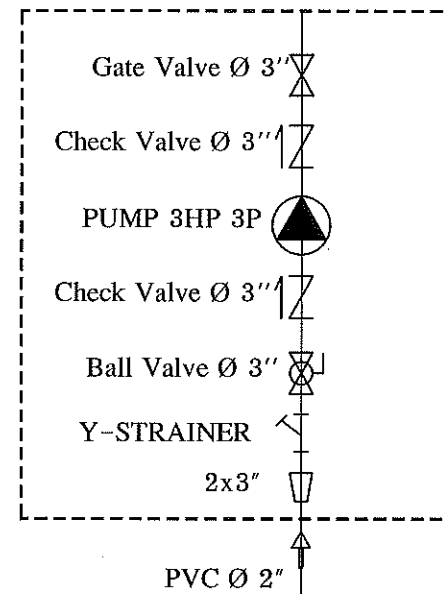 Gate Valve Ø 3"
Check Valve Ø 3"
PUMP 3HP 3P
Check Valve Ø 3"
Ball Valve Ø 3"
Y-STRAINER
2x3"
PVC Ø 2"